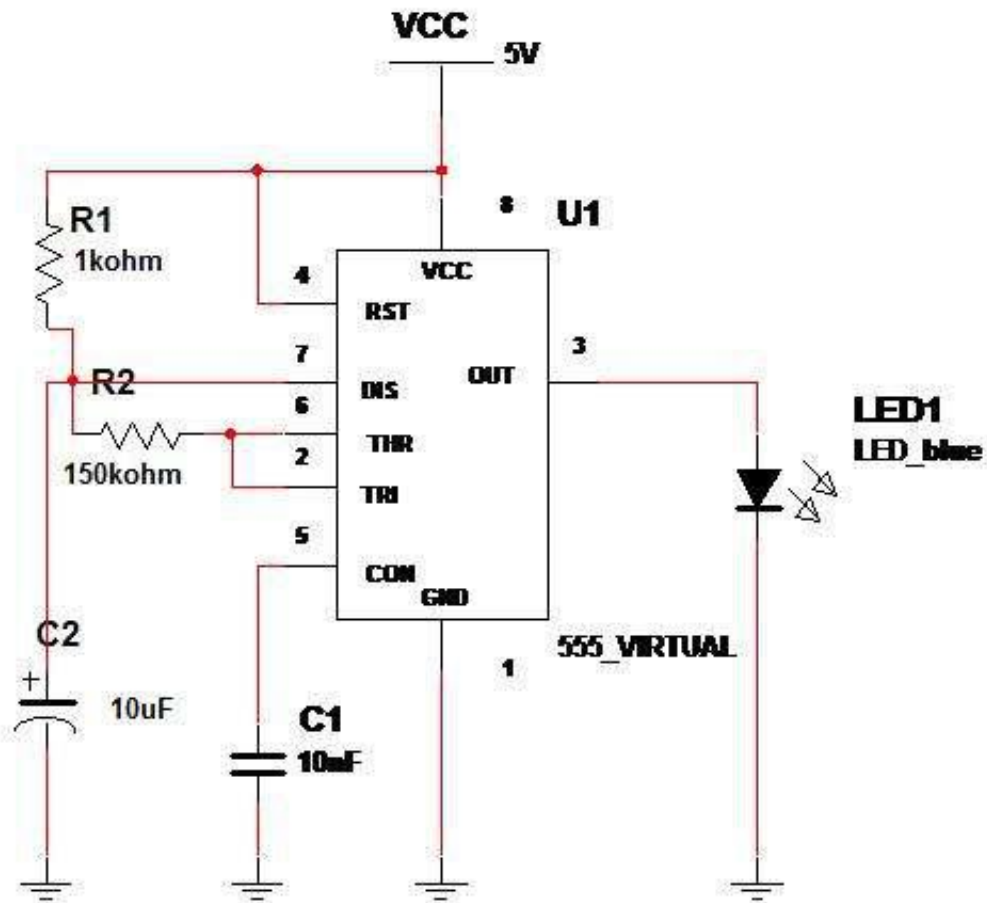 VCC
5V
8
U1
R1
1kohm
4
VCC
RST
7
3
R2
DIS
OUT
6
LED1
THR
LED_blue
2
150kohm
TRI
5
CON
GND
C2
555_VIRTUAL
1
+
10uF
C1
10nF